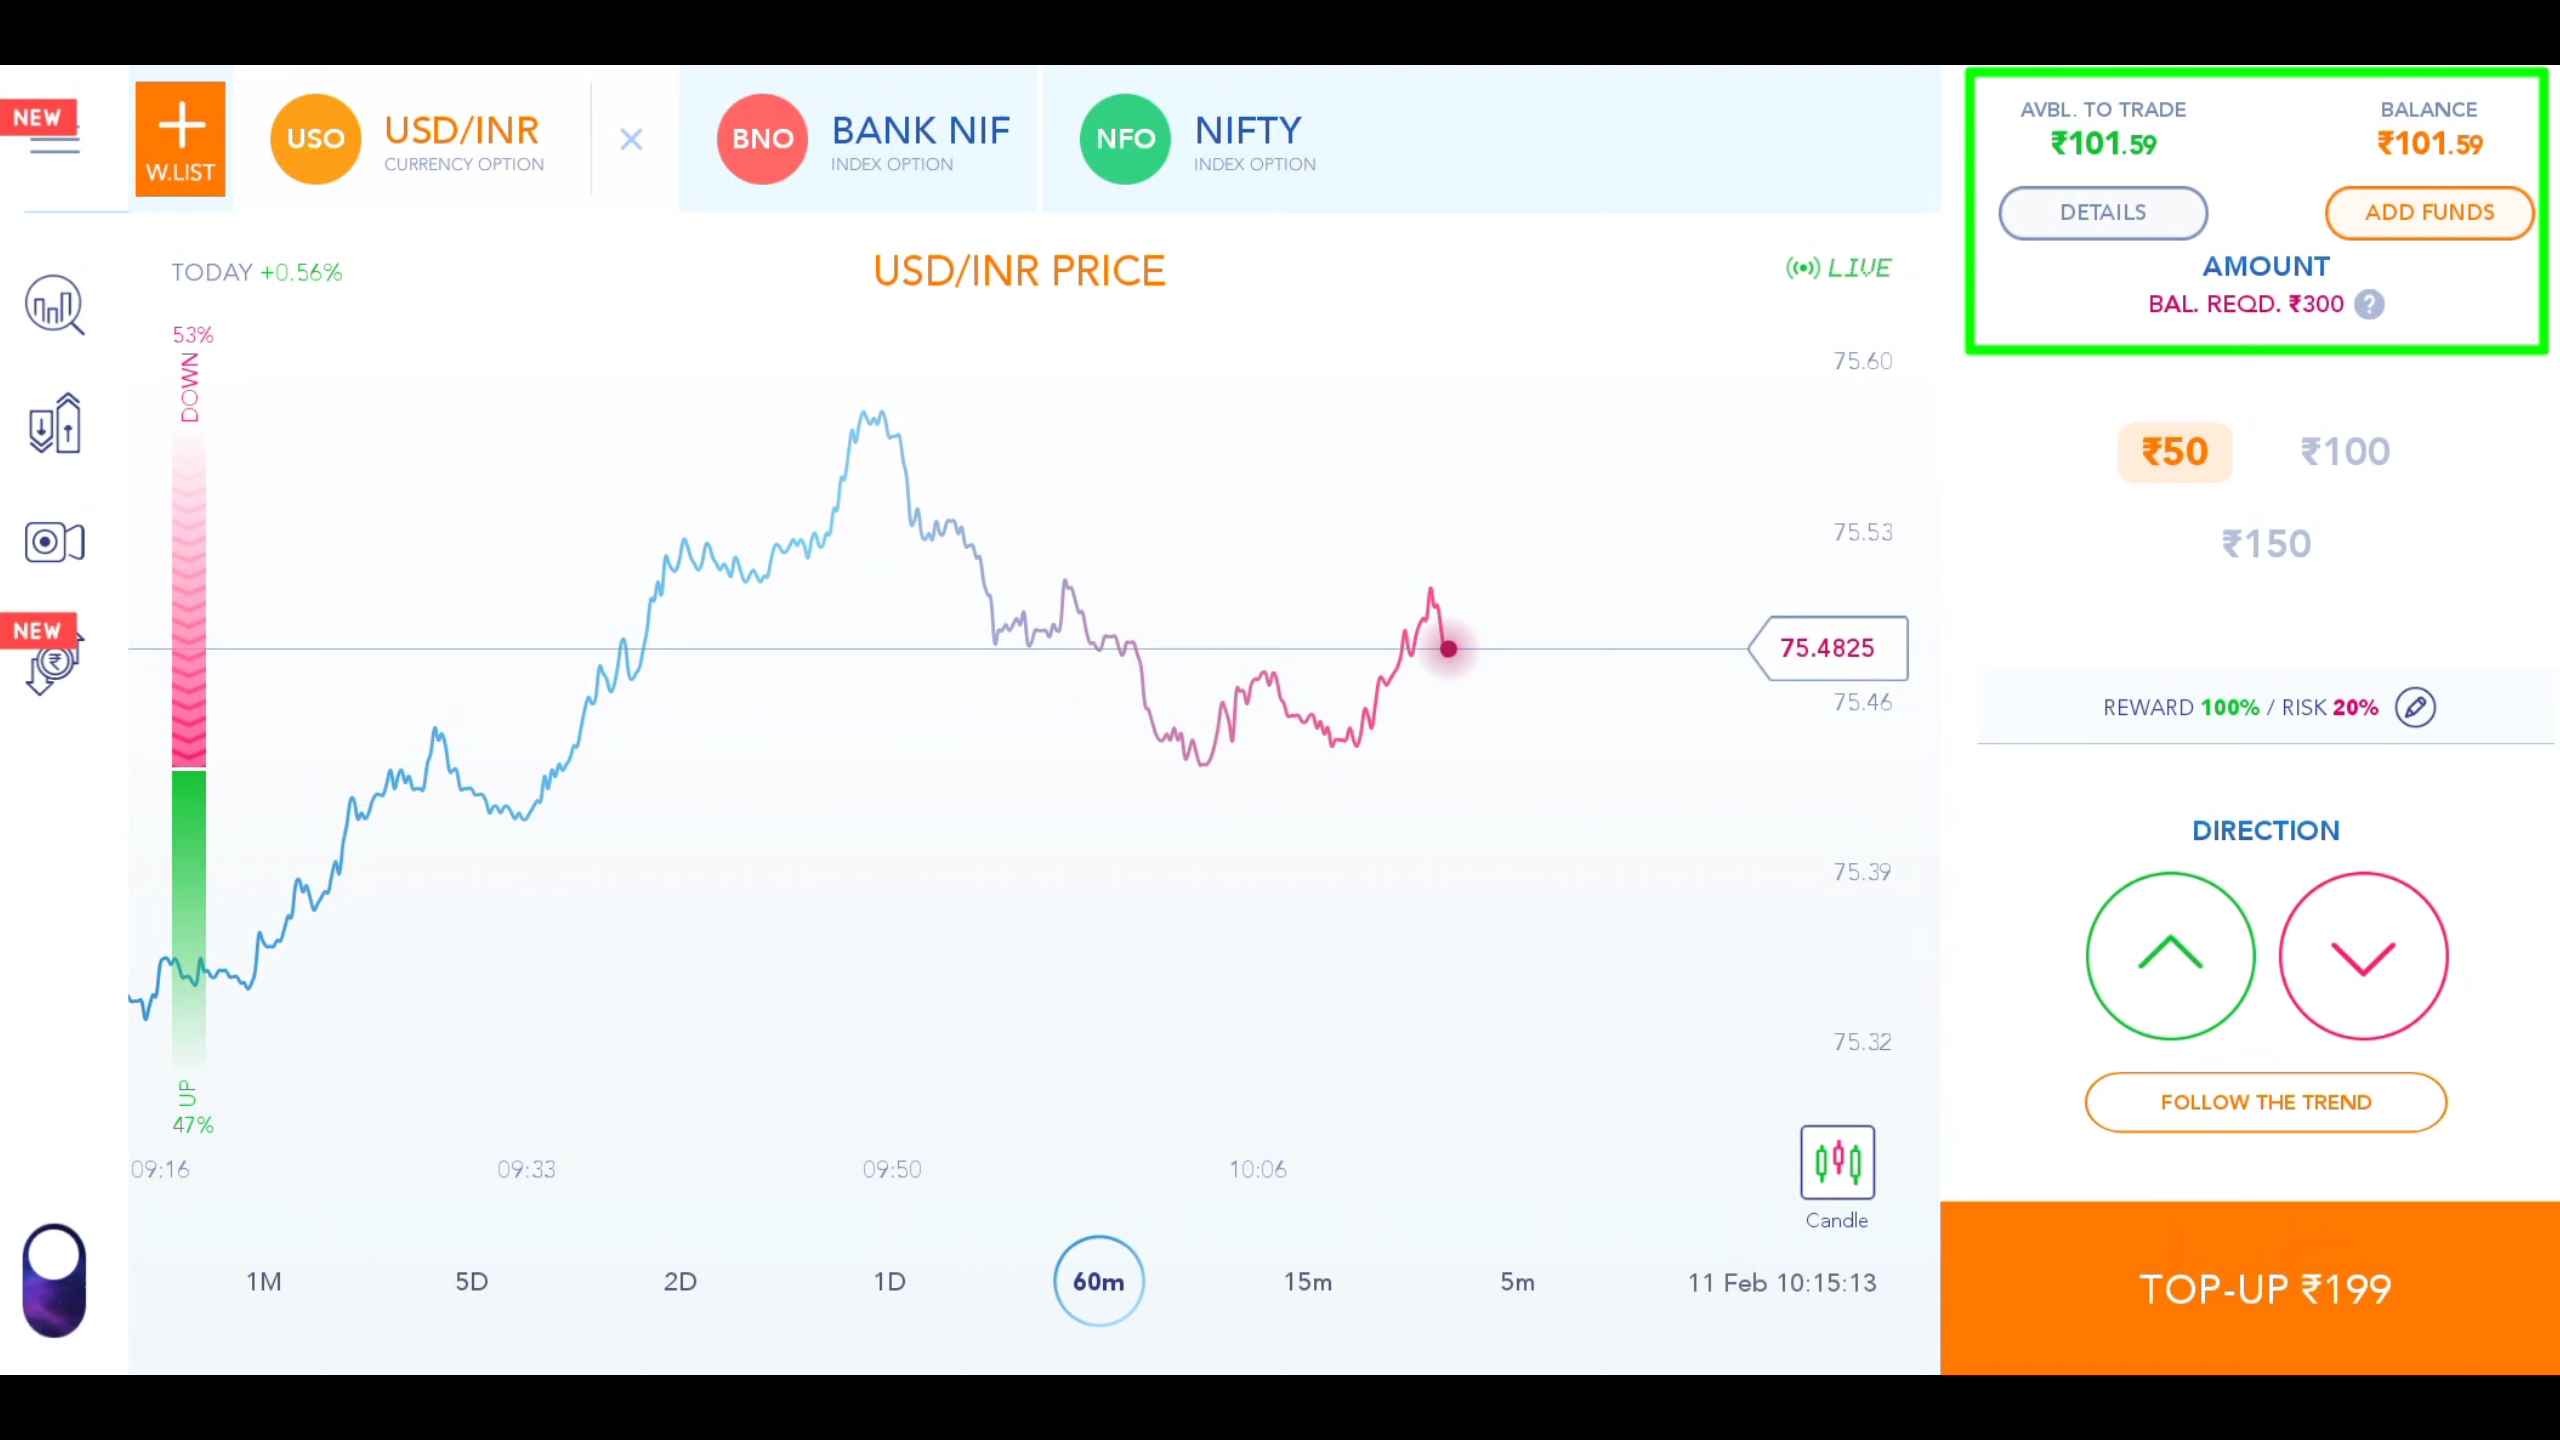 NEW
W.LIST
USO
USD/INR
CURRENCY OPTION
BNO
BANK NIF
INDEX OPTION
NFO
NIFTY
INDEX OPTION
AVBL. TO TRADE
₹101.59
BALANCE
₹101.59
DETAILS
ADD FUNDS
AMOUNT
BAL. REQD. ₹300 ?
TODAY +0.56%
USD/INR PRICE
LIVE
53%
DOWN
75.60
75.53
75.4825
75.46
75.39
75.32
UP
47%
NEW
₹
₹50
₹100
₹150
REWARD 100% / RISK 20%
DIRECTION
FOLLOW THE TREND
09:16
09:33
09:50
10:06
Candle
1M
5D
2D
1D
60m
15m
5m
11 Feb 10:15:13
TOP-UP ₹199